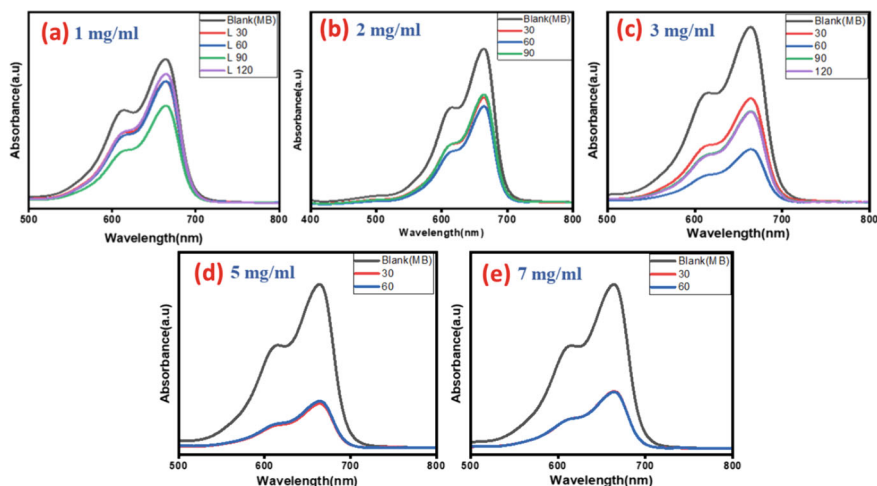 (a) 1 mg/ml
Blank(MB)
L 30
L 60
L 90
L 120
Absorbance(a.u)
500 600 700 800
Wavelength(nm)
(b) 2 mg/ml
Blank(MB)
30
60
90
Absorbance(a.u)
400 500 600 700 800
Wavelength(nm)
(c) 3 mg/ml
Blank(MB)
30
60
90
120
Absorbance(a.u)
500 600 700 800
Wavelength(nm)
(d) 5 mg/ml
Blank(MB)
30
60
Absorbance(a.u)
500 600 700 800
Wavelength(nm)
(e) 7 mg/ml
Blank(MB)
30
60
Absorbance(a.u)
500 600 700 800
Wavelength(nm)